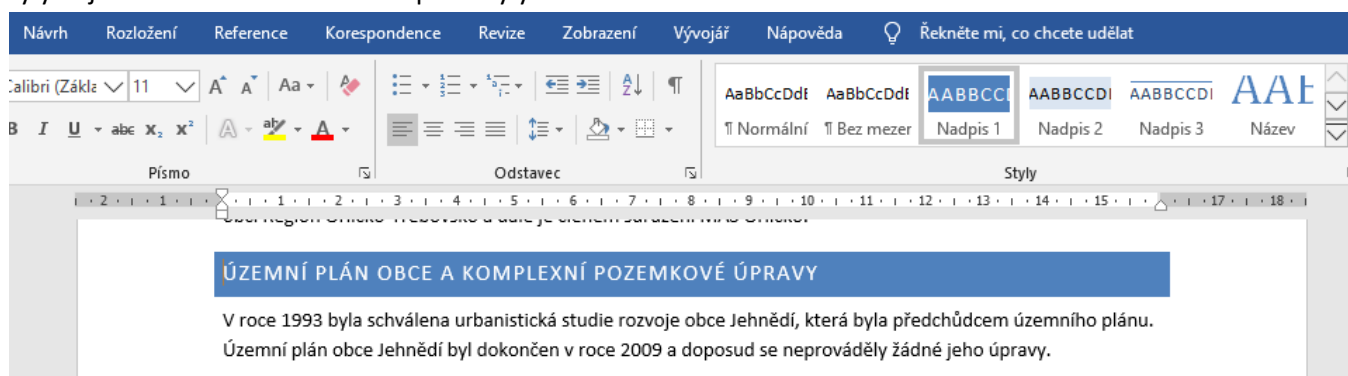 Návrh Rozložení Reference Korespondence Revize Zobrazení Vývojář Nápověda Řekněte mi, co chcete udělat
Calibri (Zákla 11 A A Aa
B I U abc x₂ x² A aby A
AaBbCcDdE AaBbCcDdE AABBCCI AABBCCDI AABBCCDI AAE
¶ Normální ¶ Bez mezer Nadpis 1 Nadpis 2 Nadpis 3 Název
Písmo Odstavec Styly
2 1 1 2 3 4 5 6 7 8 9 10 11 12 13 14 15 17 18
ÚZEMNÍ PLÁN OBCE A KOMPLEXNÍ POZEMKOVÉ ÚPRAVY
V roce 1993 byla schválena urbanistická studie rozvoje obce Jehnědí, která byla předchůdcem územního plánu.
Územní plán obce Jehnědí byl dokončen v roce 2009 a doposud se neprováděly žádné jeho úpravy.